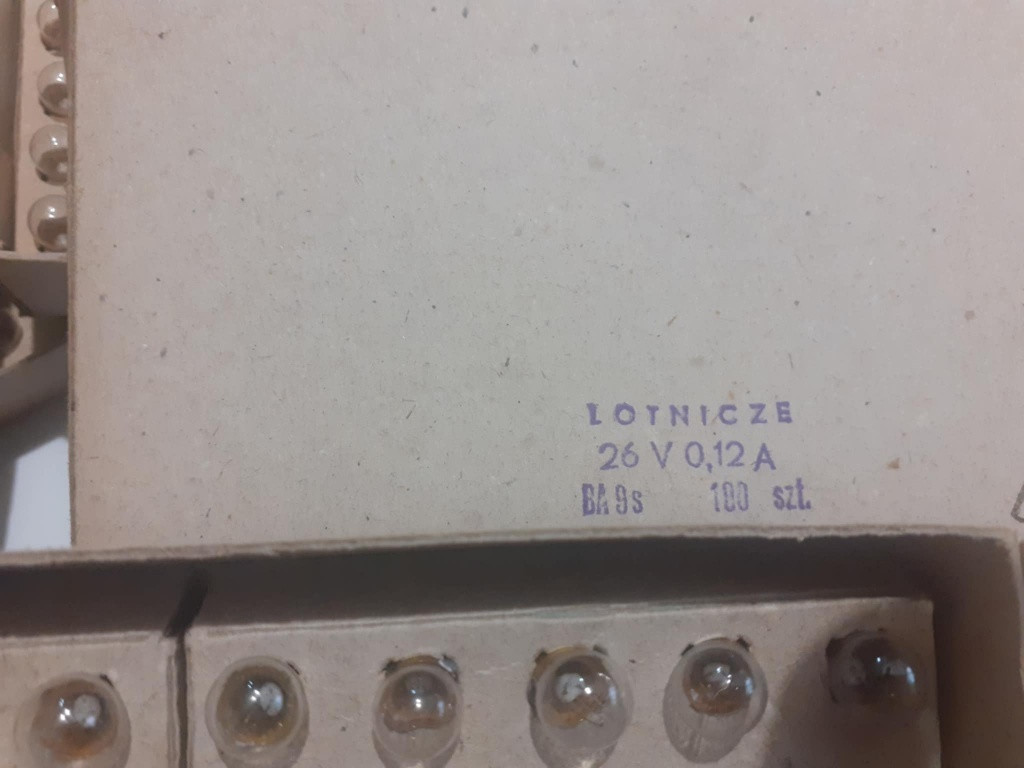 LOTNICZE
26 V 0,12 A
BA 9s 100 szt.